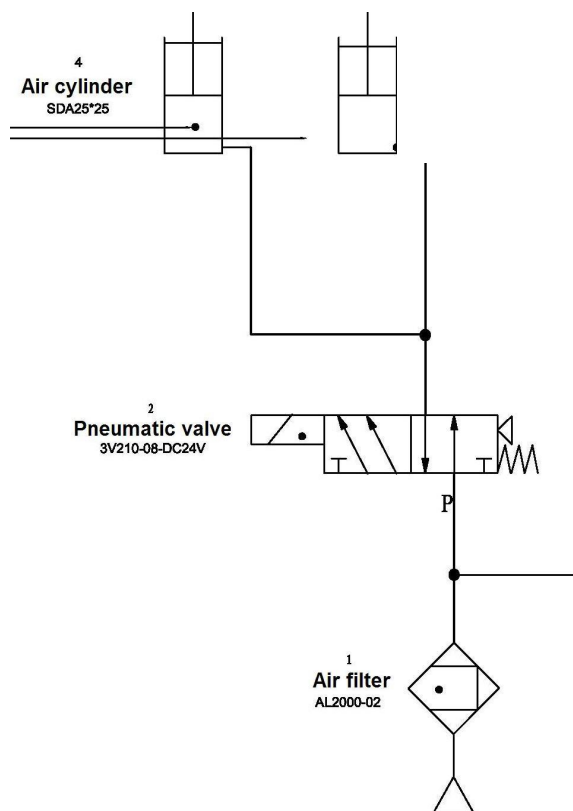 4
Air cylinder
SDA25*25
2
Pneumatic valve
3V210-08-DC24V
P
1
Air filter
AL2000-02